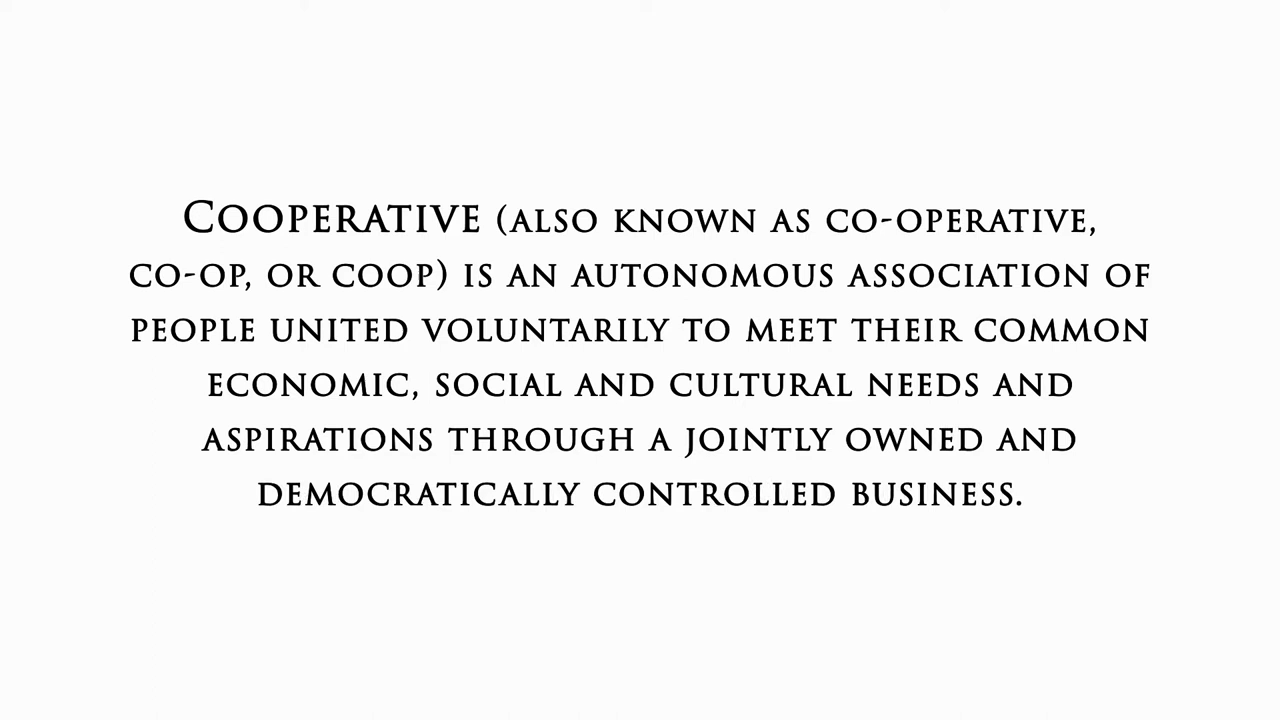 Cooperative (also known as co-operative,
co-op, or coop) is an autonomous association of
people united voluntarily to meet their common
economic, social and cultural needs and
aspirations through a jointly owned and
democratically controlled business.